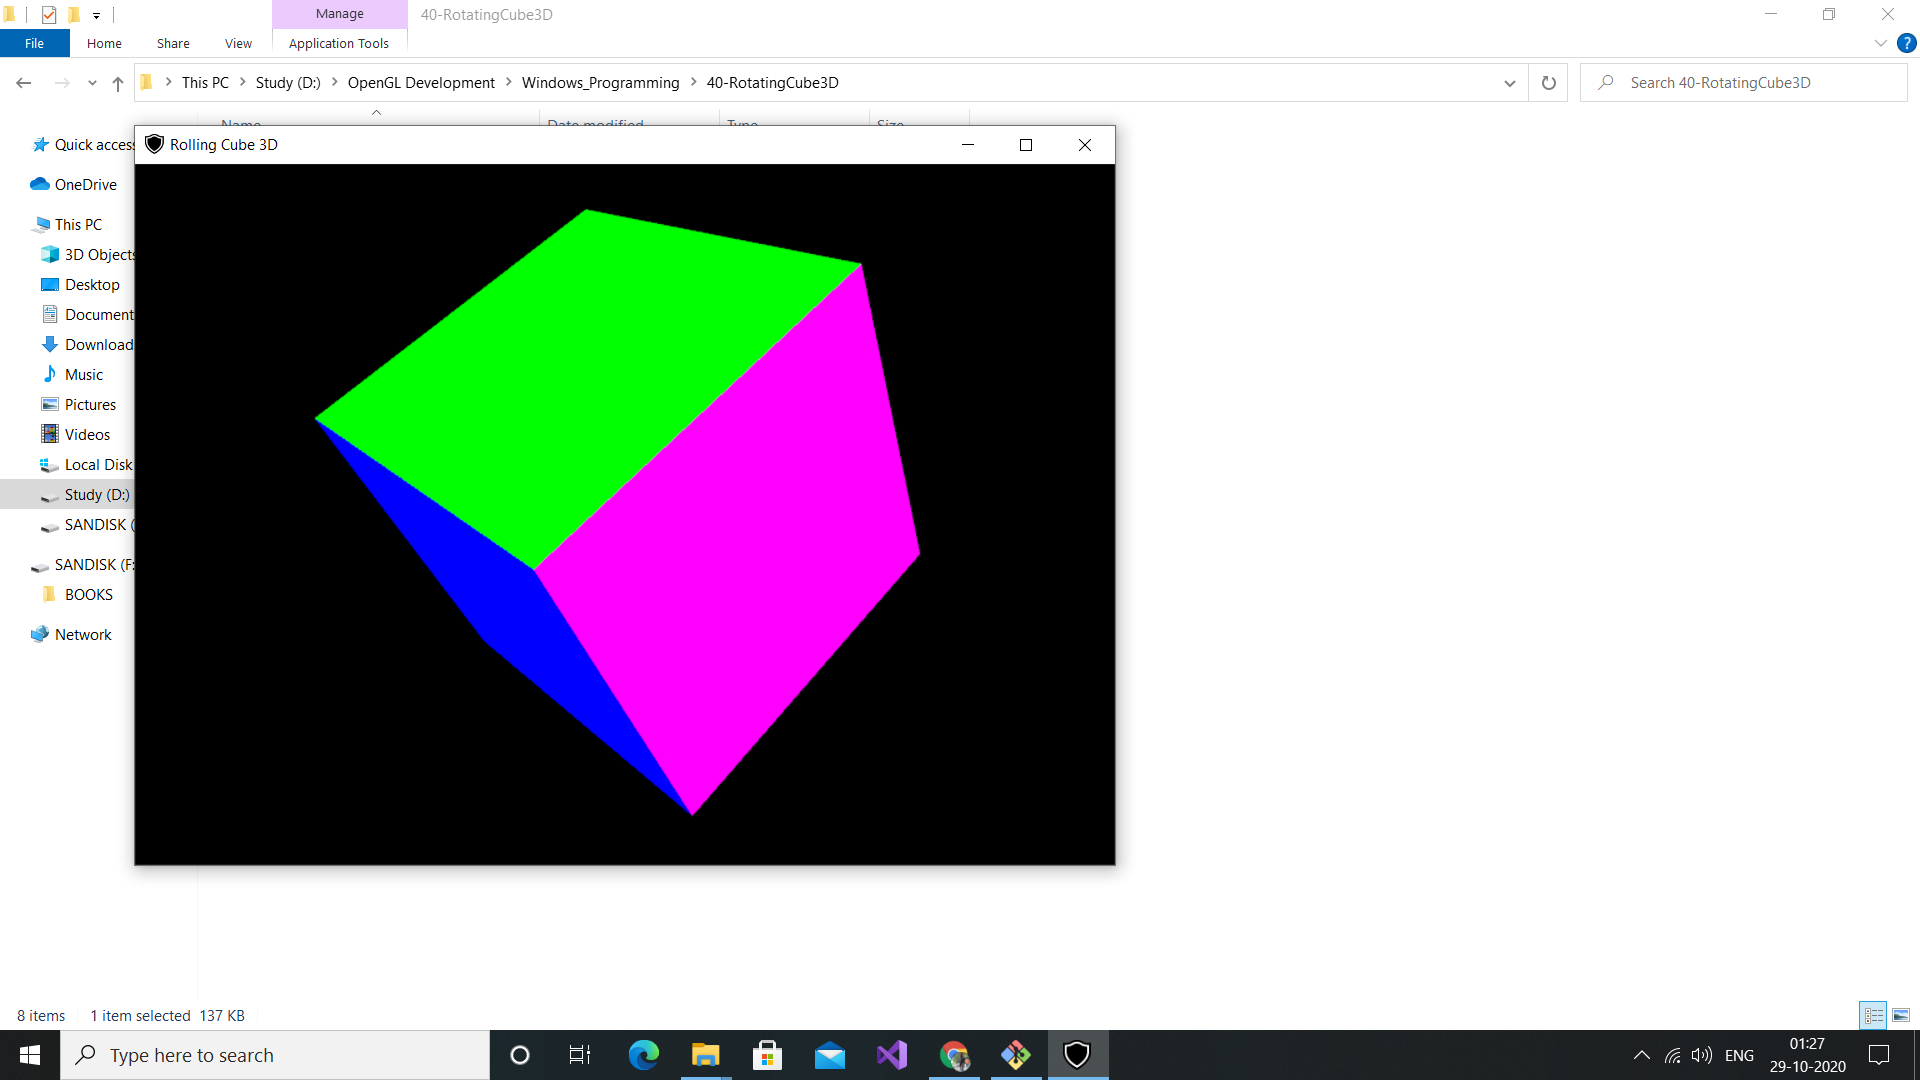 Manage
40-RotatingCube3D
File
Home
Share
View
Application Tools
This PC
Study (D:)
OpenGL Development
Windows_Programming
40-RotatingCube3D
Search 40-RotatingCube3D
Name
Date modified
Type
Size
Rolling Cube 3D
Quick access
OneDrive
This PC
3D Objects
Desktop
Document
Download
Music
Pictures
Videos
Local Disk
Study (D:)
SANDISK (
SANDISK (F:
BOOKS
Network
8 items
1 item selected 137 KB
Type here to search
ENG
01:27
29-10-2020